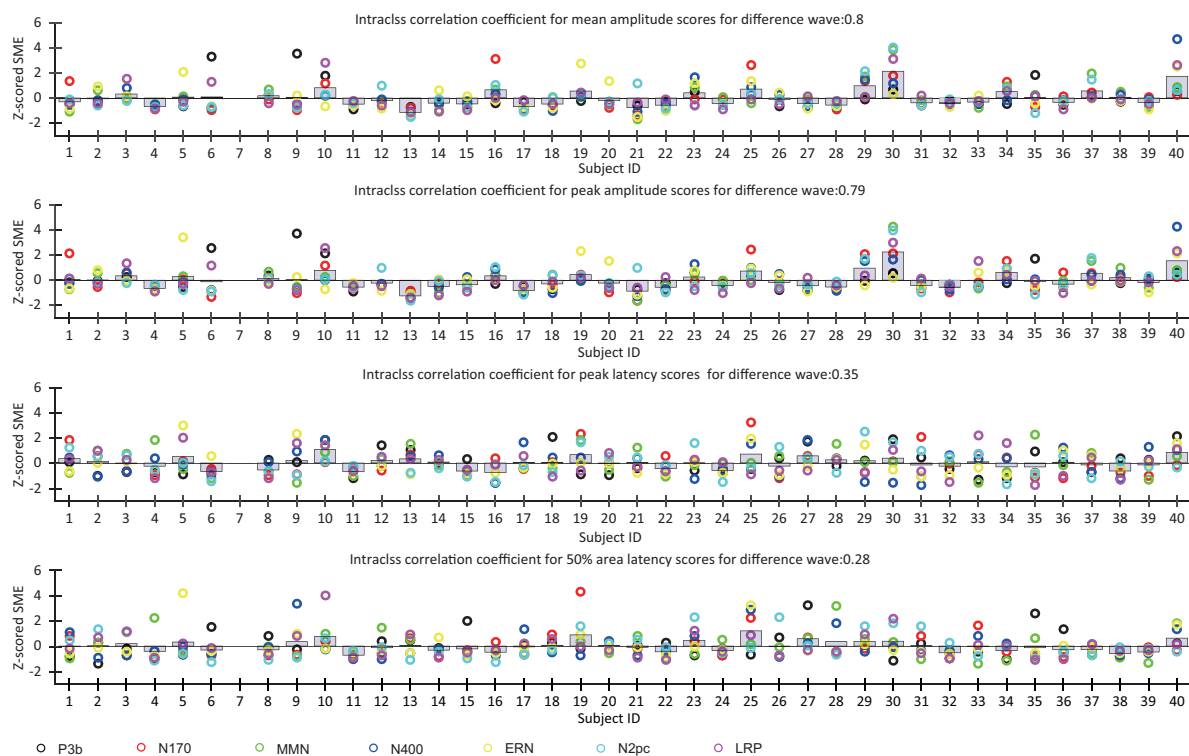 Intraclss correlation coefficient for mean amplitude scores for difference wave:0.8
Z-scored SME
6
4
2
0
-2
1 2 3 4 5 6 7 8 9 10 11 12 13 14 15 16 17 18 19 20 21 22 23 24 25 26 27 28 29 30 31 32 33 34 35 36 37 38 39 40
Subject ID
Intraclss correlation coefficient for peak amplitude scores for difference wave:0.79
Z-scored SME
6
4
2
0
-2
1 2 3 4 5 6 7 8 9 10 11 12 13 14 15 16 17 18 19 20 21 22 23 24 25 26 27 28 29 30 31 32 33 34 35 36 37 38 39 40
Subject ID
Intraclss correlation coefficient for peak latency scores for difference wave:0.35
Z-scored SME
6
4
2
0
-2
1 2 3 4 5 6 7 8 9 10 11 12 13 14 15 16 17 18 19 20 21 22 23 24 25 26 27 28 29 30 31 32 33 34 35 36 37 38 39 40
Subject ID
Intraclss correlation coefficient for 50% area latency scores for difference wave:0.28
Z-scored SME
6
4
2
0
-2
1 2 3 4 5 6 7 8 9 10 11 12 13 14 15 16 17 18 19 20 21 22 23 24 25 26 27 28 29 30 31 32 33 34 35 36 37 38 39 40
Subject ID
P3b N170 MMN N400 ERN N2pc LRP